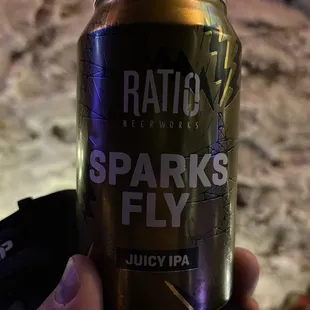 RATIO
BEERWORKS
SPARKS
FLY
JUICY IPA